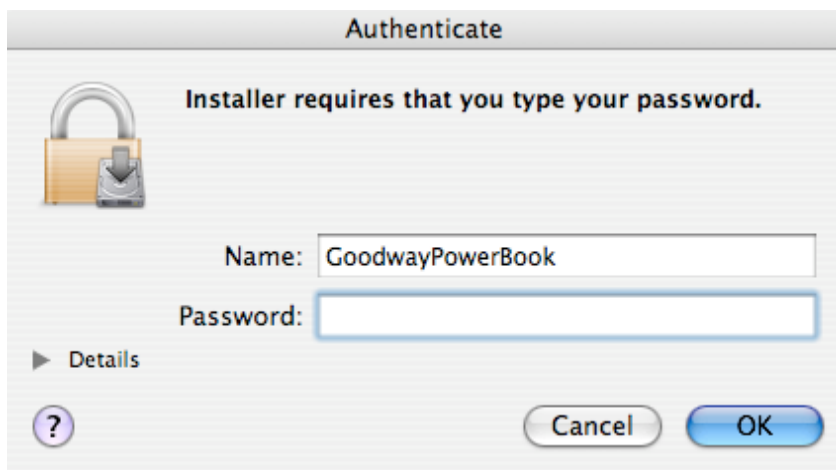 Authenticate
Installer requires that you type your password.
Name: GoodwayPowerBook
Password:
Details
? Cancel OK